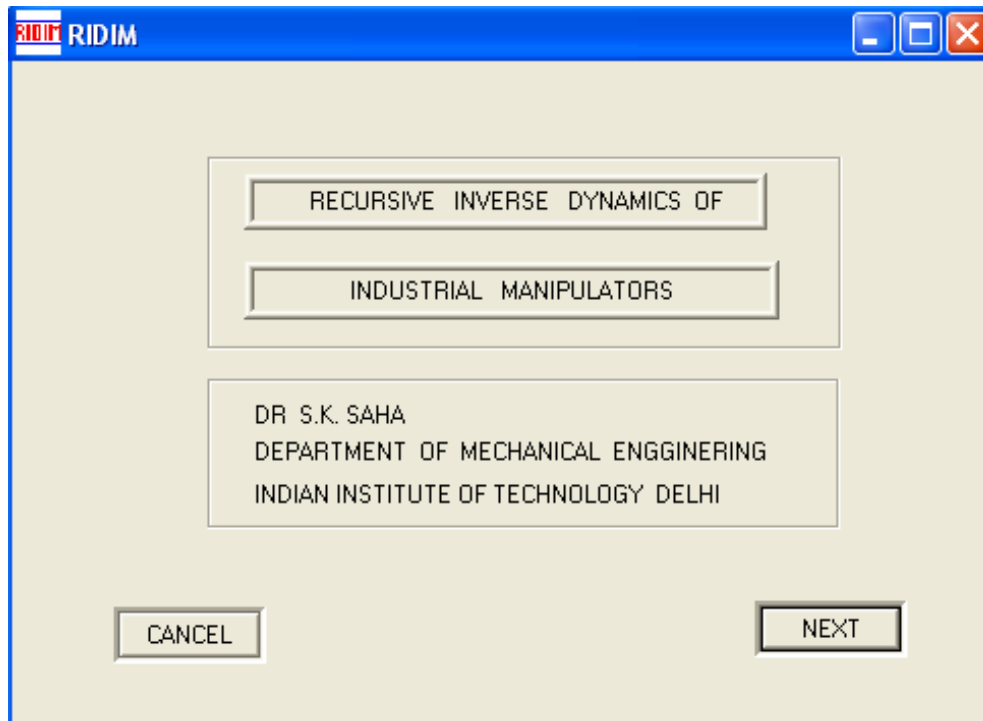 RIDIM RIDIM
RECURSIVE INVERSE DYNAMICS OF
INDUSTRIAL MANIPULATORS
DR S.K. SAHA
DEPARTMENT OF MECHANICAL ENGGINERING
INDIAN INSTITUTE OF TECHNOLOGY DELHI
CANCEL NEXT